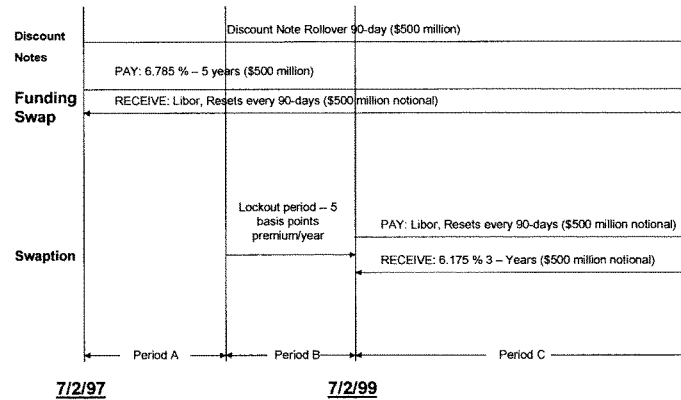 Discount Note Rollover 90-day ($500 million)
Discount
Notes
PAY: 6.785 % – 5 years ($500 million)
Funding
Swap
RECEIVE: Libor, Resets every 90-days ($500 million notional)
Lockout period – 5
basis points
premium/year
PAY: Libor, Resets every 90-days ($500 million notional)
Swaption
RECEIVE: 6.175 % 3 – Years ($500 million notional)
Period A
Period B
Period C
7/2/97
7/2/99